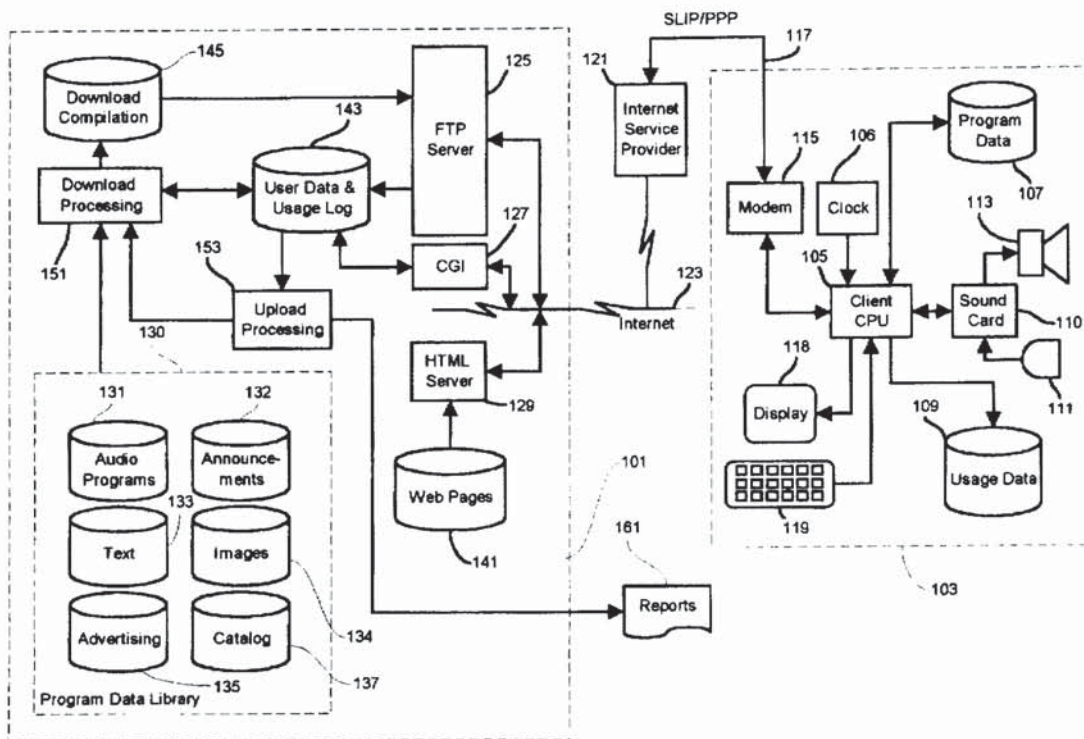 SLIP/PPP
117
145
125
121
Download
Compilation
143
FTP
Server
Internet
Service
Provider
115
106
Program
Data
107
User Data &
Usage Log
Download
Processing
151
127
CGI
Modem
Clock
113
105
Client
CPU
Sound
Card
110
111
153
Upload
Processing
130
123
Internet
118
Display
HTML
Server
129
131
132
Audio
Programs
Announce-
ments
133
Text
Images
134
Advertising
135
Catalog
137
Program Data Library
Web Pages
141
101
109
Usage Data
119
103
161
Reports